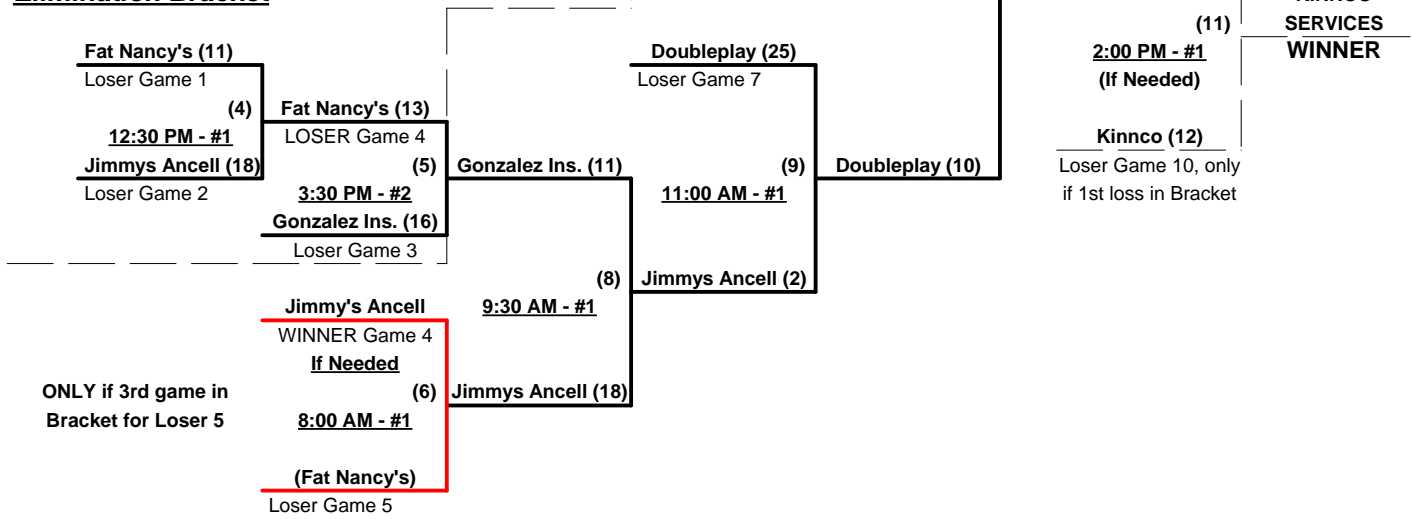 Elimination Bracket
KINNCO
(11) SERVICES
Fat Nancy's (11) Doubleplay (25) 2:00 PM - #1 WINNER
Loser Game 1 Loser Game 7 (If Needed)
(4) Fat Nancy's (13)
12:30 PM - #1 LOSER Game 4 Kinnco (12)
Jimmys Ancell (18) (5) Gonzalez Ins. (11) (9) Doubleplay (10) Loser Game 10, only
Loser Game 2 3:30 PM - #2 11:00 AM - #1 if 1st loss in Bracket
Gonzalez Ins. (16)
Loser Game 3
(8) Jimmys Ancell (2)
Jimmy's Ancell 9:30 AM - #1
WINNER Game 4
If Needed
ONLY if 3rd game in (6) Jimmys Ancell (18)
Bracket for Loser 5 8:00 AM - #1
(Fat Nancy's)
Loser Game 5